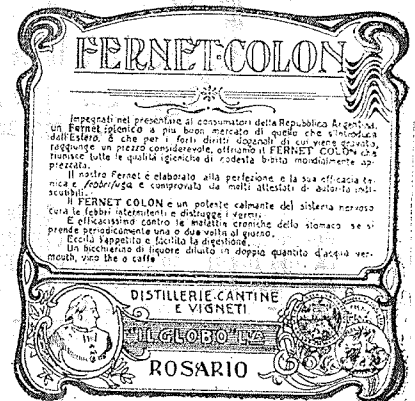 FERNET-COLON
Impegnati nel presentare ai consumatori della Repubblica Argentina,
un Fernet igienico a piu buon mercato di quello che s'introduce
dall'Estero, è che per i forti diritti doganali di cui viene gravato,
raggiunge un prezzo considerevole, offriamo il FERNET COLON che
riunisce tutte le qualità igieniche di codesta bibita mondialmente ap-
prezzata.
Il nostro Fernet è elaborato alla perfezione e la sua efficacia to-
nica e febbrifuga è comprovata da molti attestati di autorità indi-
scutibili.
Il FERNET COLON è un potente calmante del sistema nervoso
cura le febbri intermitenti e distrugge i vermi.
È efficacissimo contro le malattie croniche dello stomaco se si
prende periodicamente una o due volte al giorno.
Eccita l'appetito e facilita la digestione.
Un bicchierino di liquore diluito in doppia quantità d'acqua ver-
mouth, vino the o caffe
DISTILLERIE-CANTINE
E VIGNETI
"IL GLOBO" Lda
ROSARIO